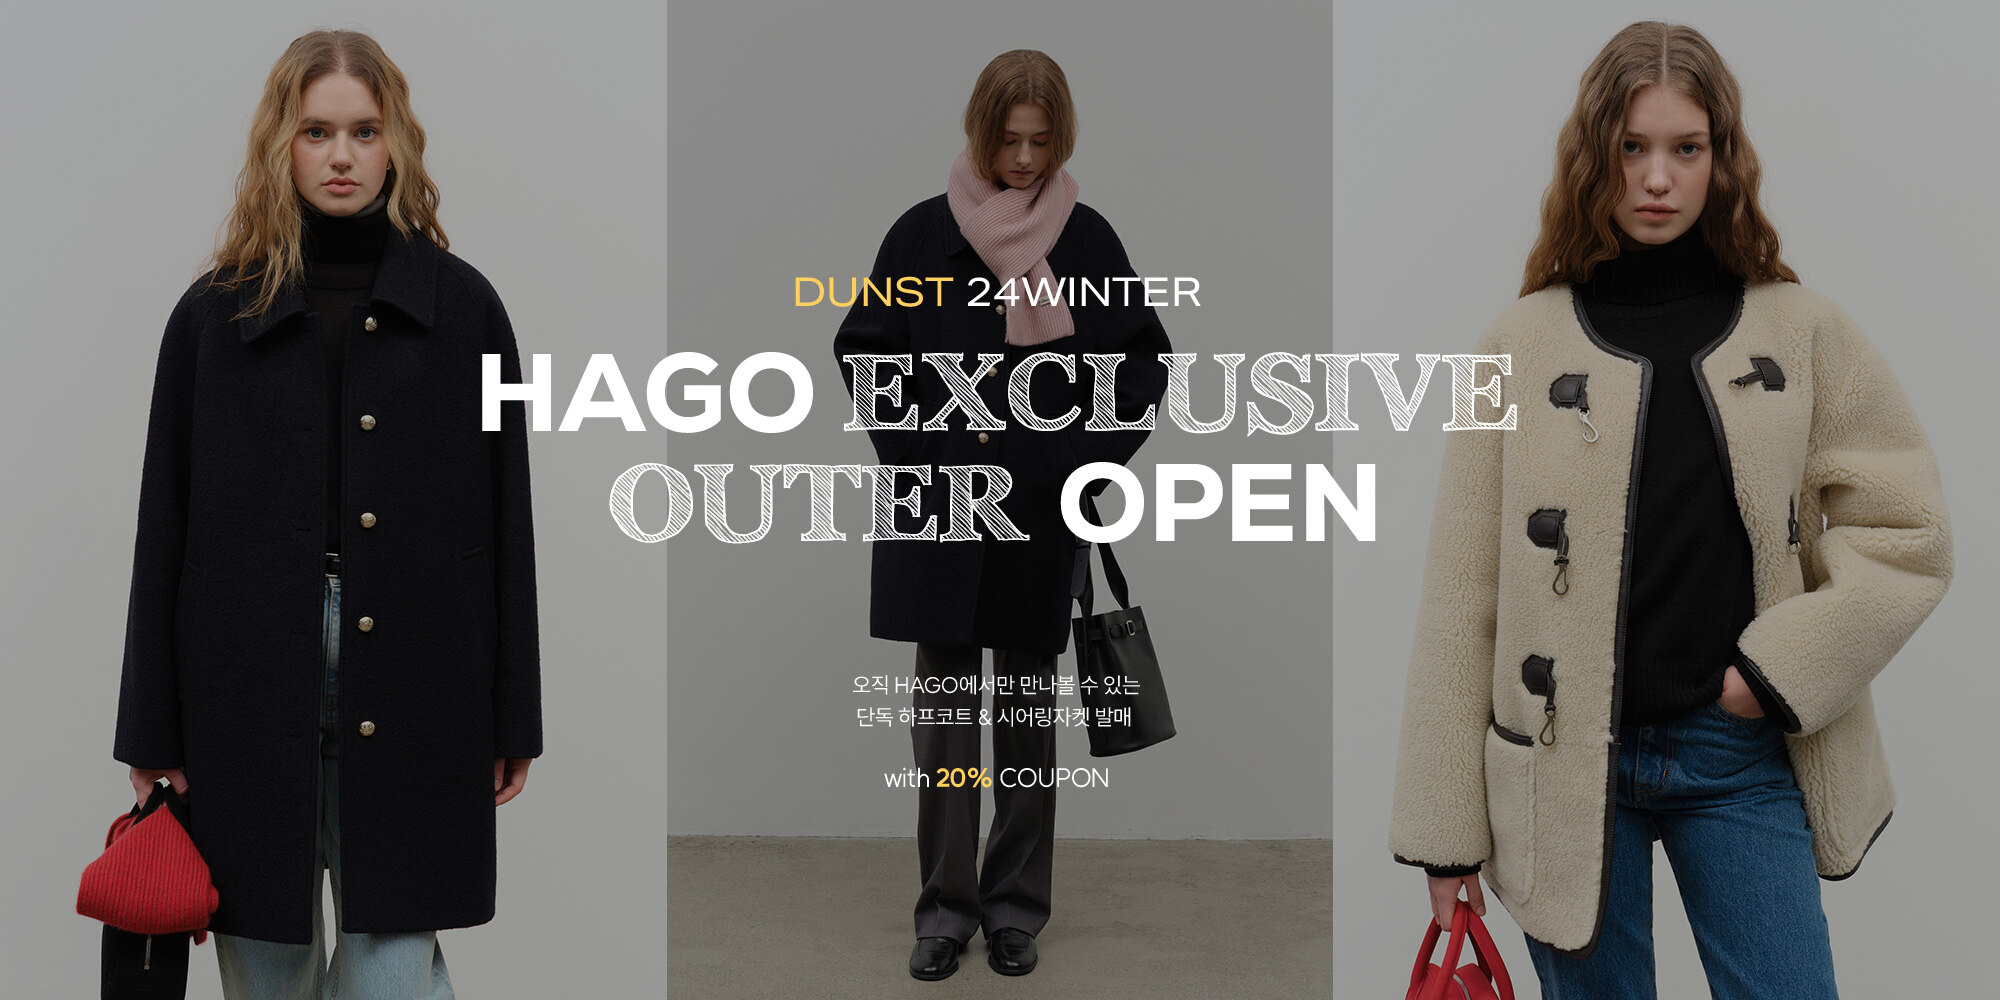 DUNST 24WINTER
HAGO EXCLUSIVE
OUTER OPEN
오직 HAGO에서만 만나볼 수 있는
단독 하프코트 & 시어링자켓 발매
with 20% COUPON